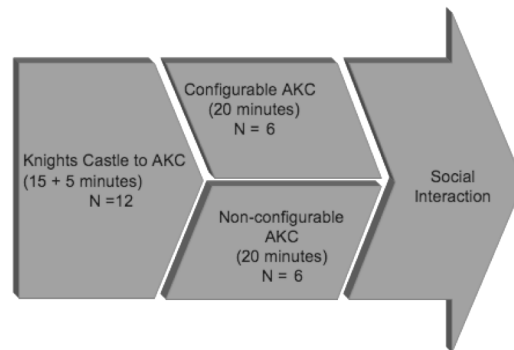 Knights Castle to AKC
(15 + 5 minutes)
N =12
Configurable AKC
(20 minutes)
N = 6
Non-configurable
AKC
(20 minutes)
N = 6
Social
Interaction